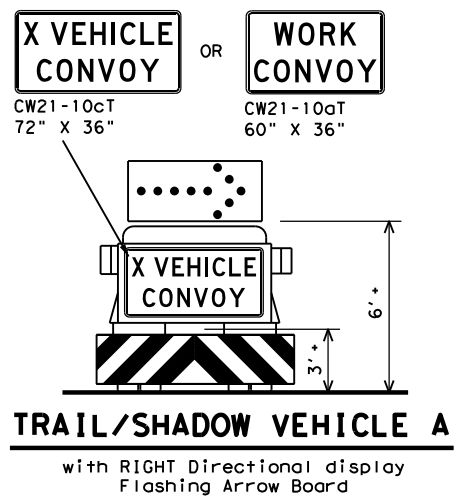 X VEHICLE
CONVOY
OR
WORK
CONVOY
CW21-10cT
72" X 36"
CW21-10aT
60" X 36"
X VEHICLE
CONVOY
6'+
3'+
TRAIL/SHADOW VEHICLE A
with RIGHT Directional display
Flashing Arrow Board